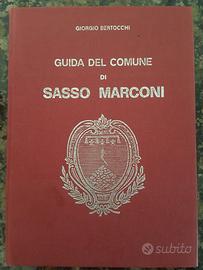 GIORGIO BERTOCCHI
GUIDA DEL COMUNE
DI
SASSO MARCONI
subito